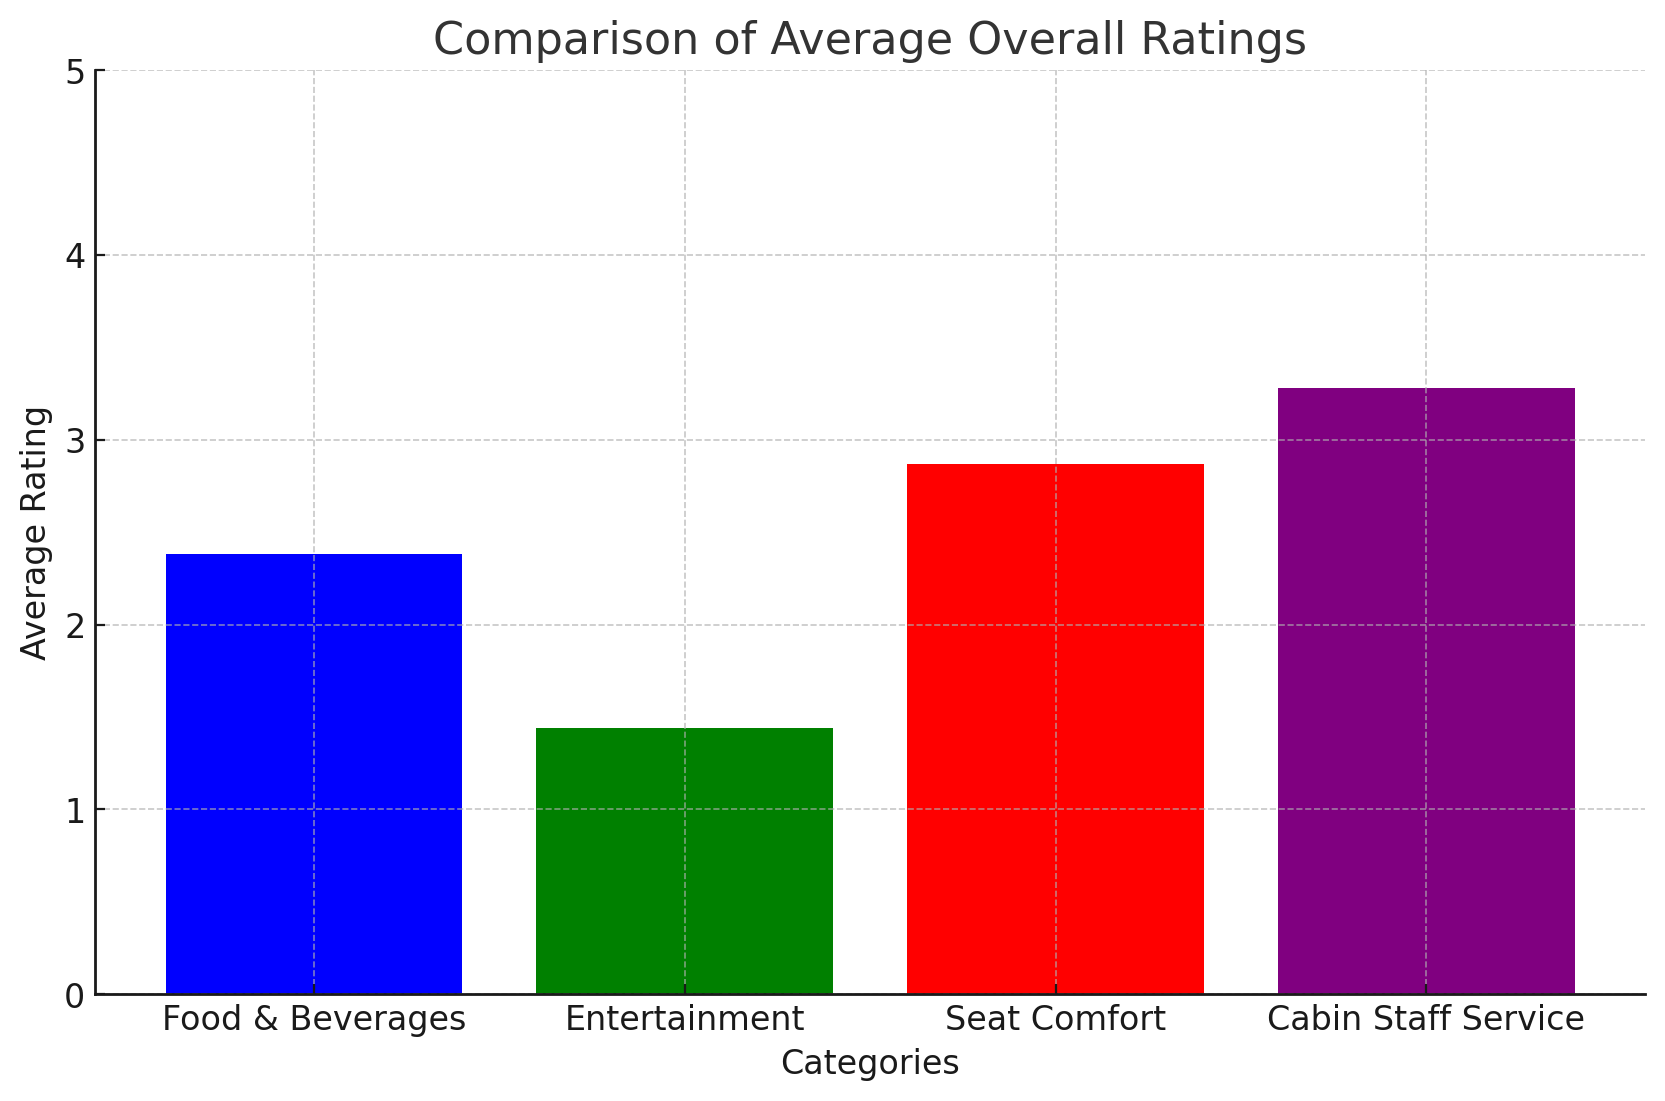 Comparison of Average Overall Ratings
5
4
3
2
1
0
Average Rating
Food & Beverages
Entertainment
Seat Comfort
Cabin Staff Service
Categories